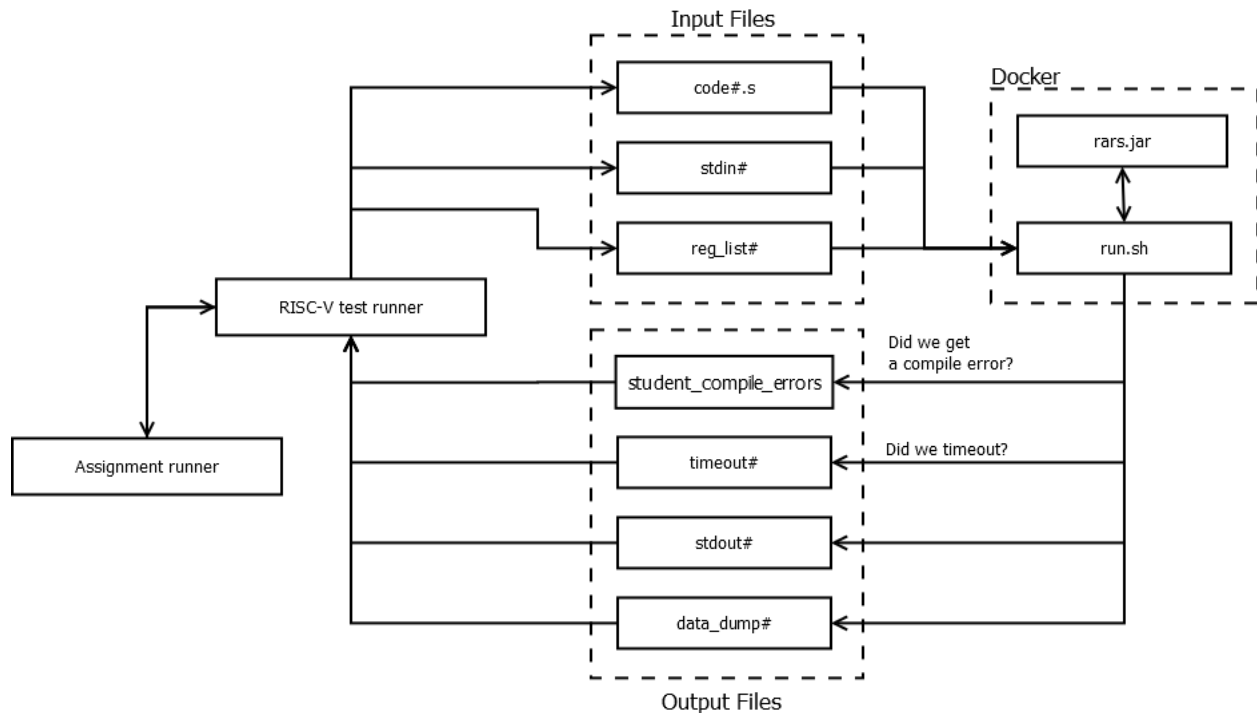 Input Files
code#.s
stdin#
reg_list#
Docker
rars.jar
run.sh
RISC-V test runner
Assignment runner
Did we get
a compile error?
student_compile_errors
Did we timeout?
timeout#
stdout#
data_dump#
Output Files